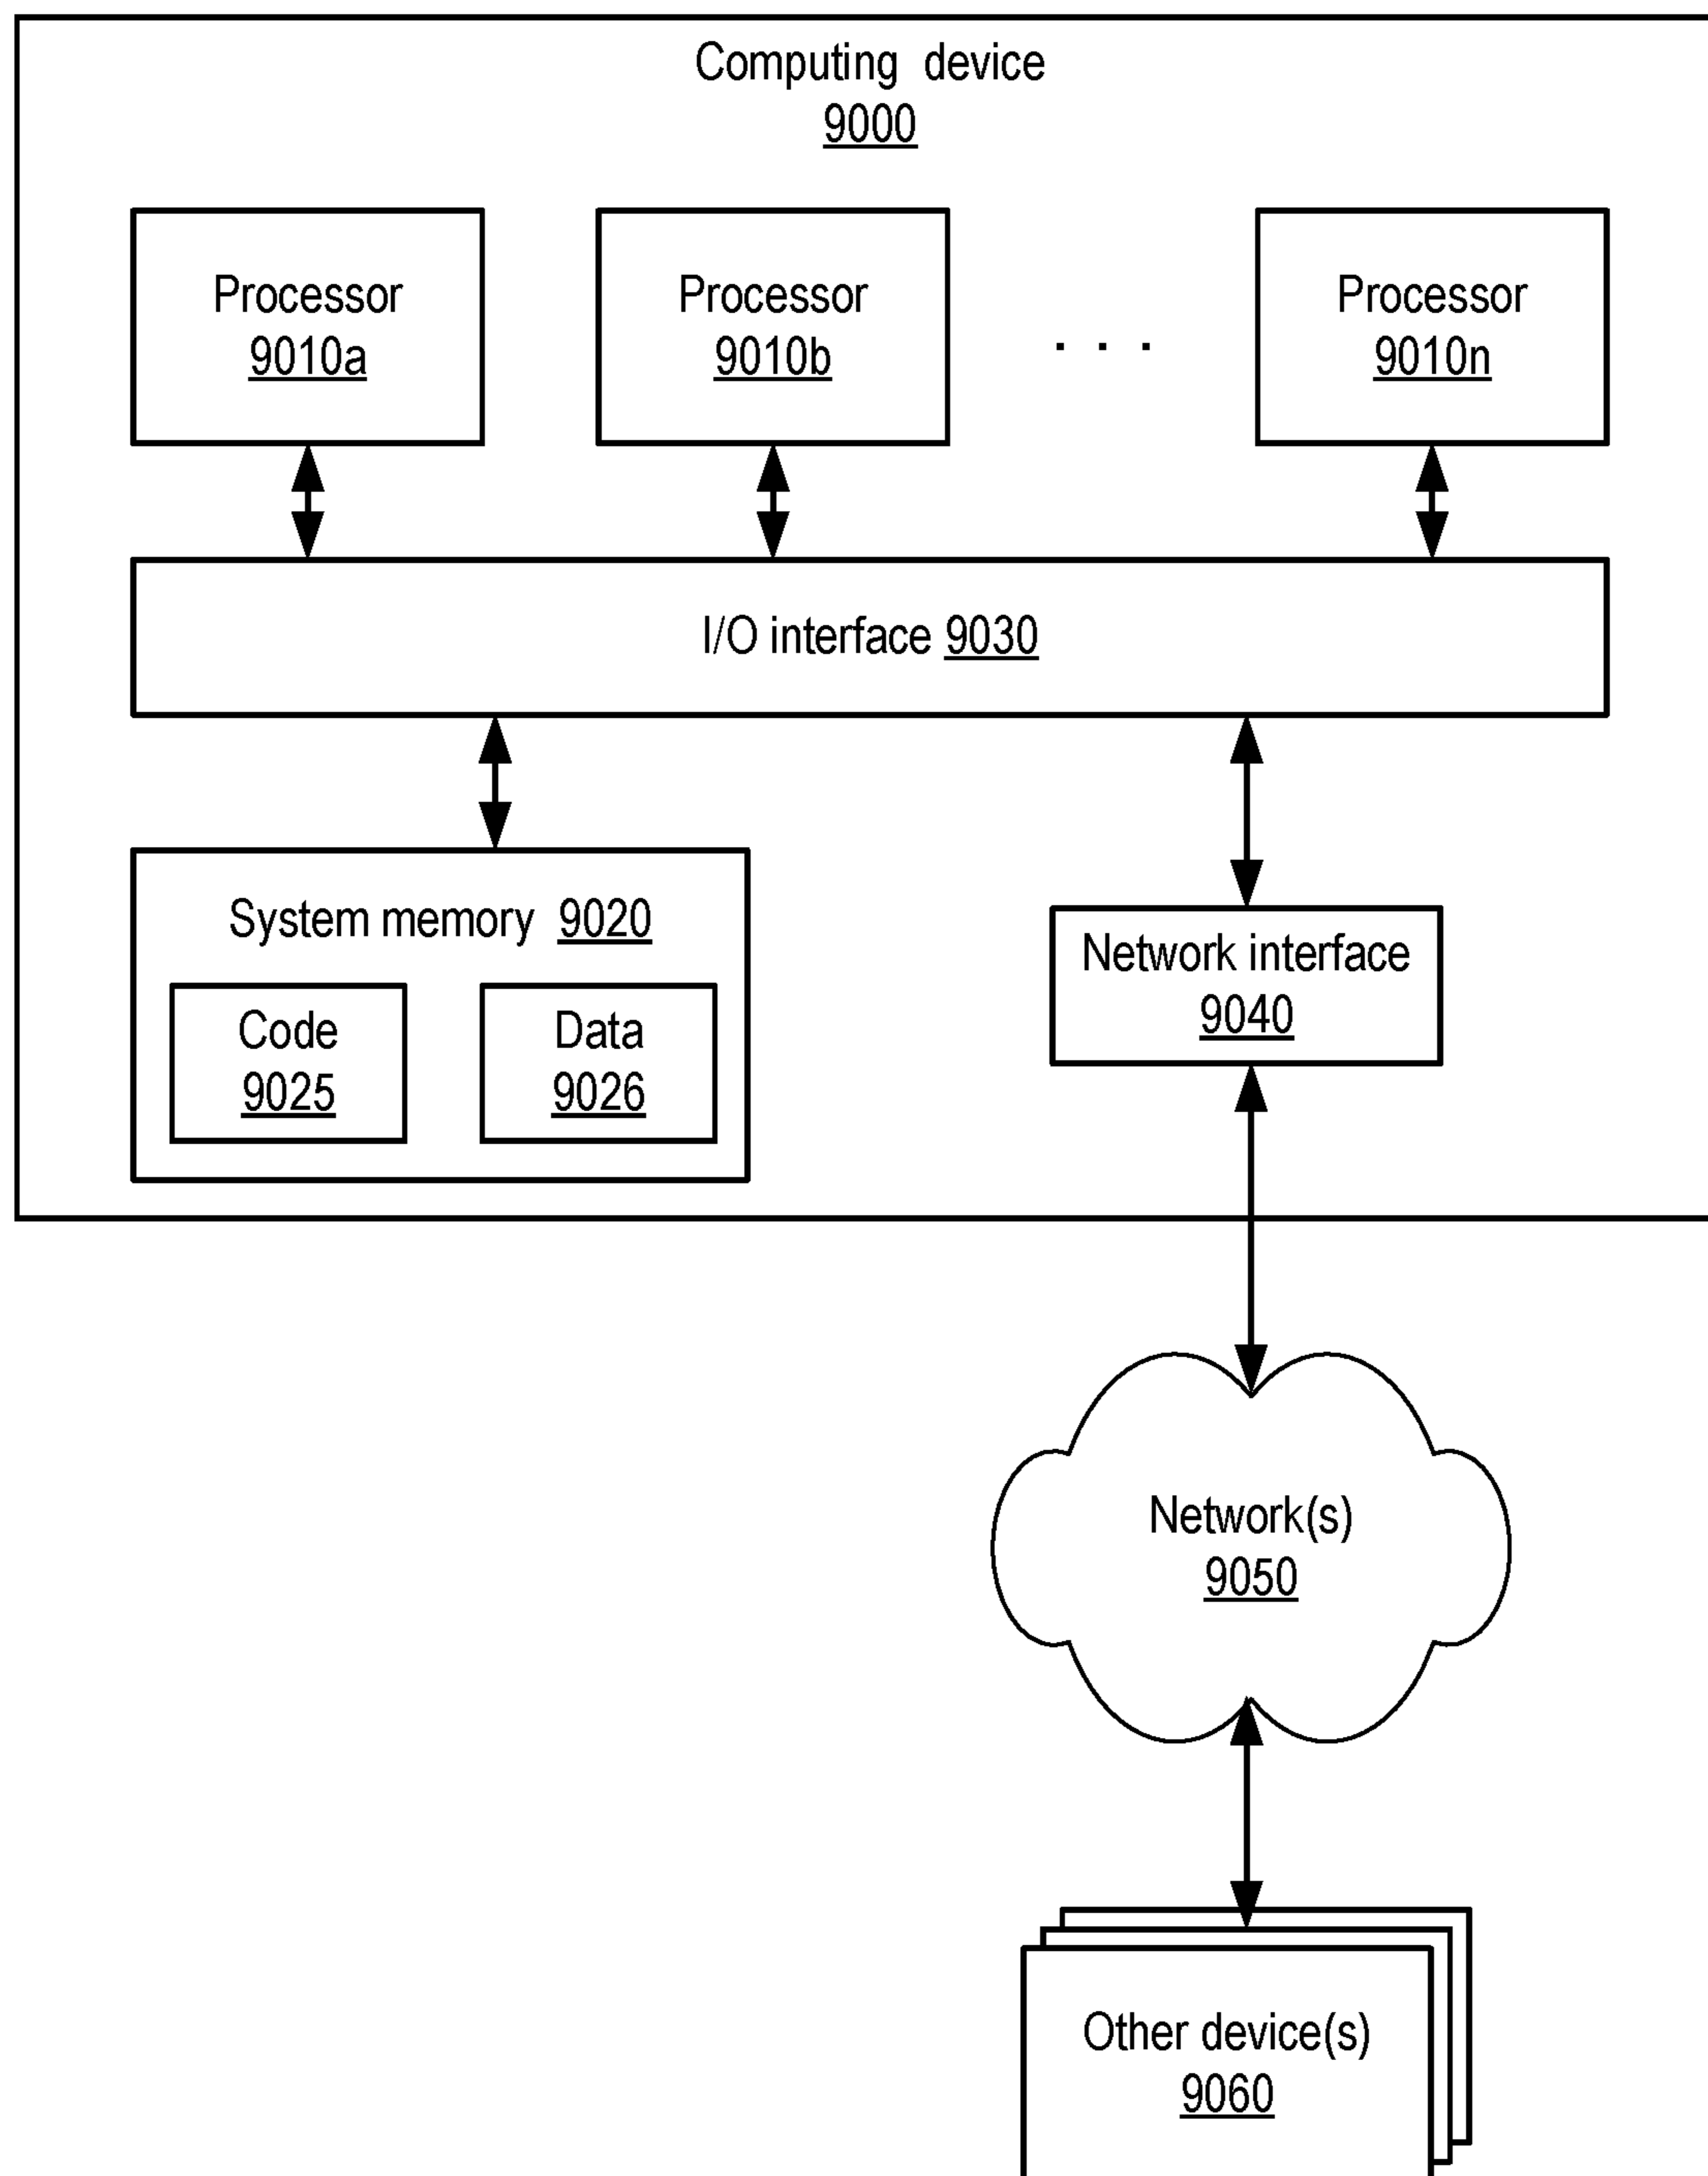 Computing device
9000
Processor
9010a
Processor
9010b
. . .
Processor
9010n
I/O interface 9030
System memory 9020
Code
9025
Data
9026
Network interface
9040
Network(s)
9050
Other device(s)
9060